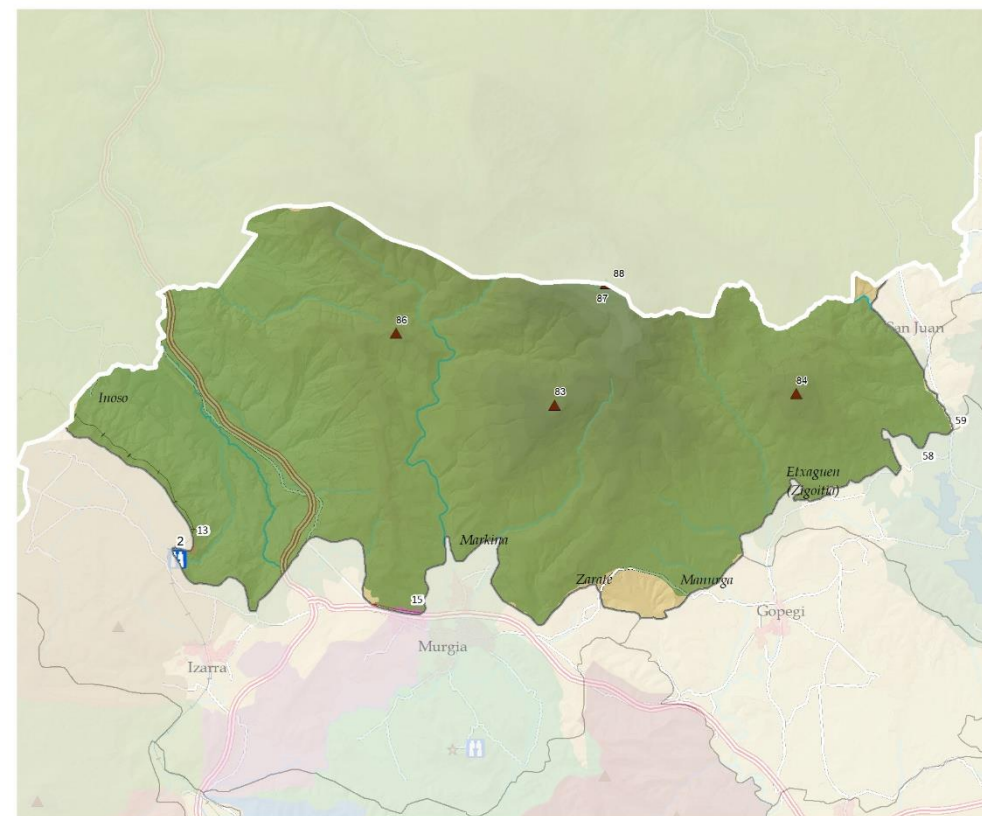 88
87
86
San Juan
84
83
Inoso
59
58
Etxaguen
(Zigoitia)
13
2
Markina
Zarate
Manurga
15
Gopegi
Murgia
Izarra